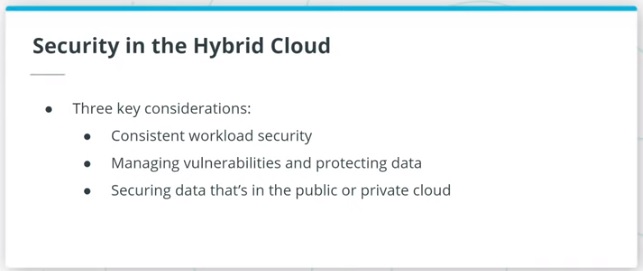 Security in the Hybrid Cloud
● Three key considerations:
● Consistent workload security
● Managing vulnerabilities and protecting data
● Securing data that's in the public or private cloud